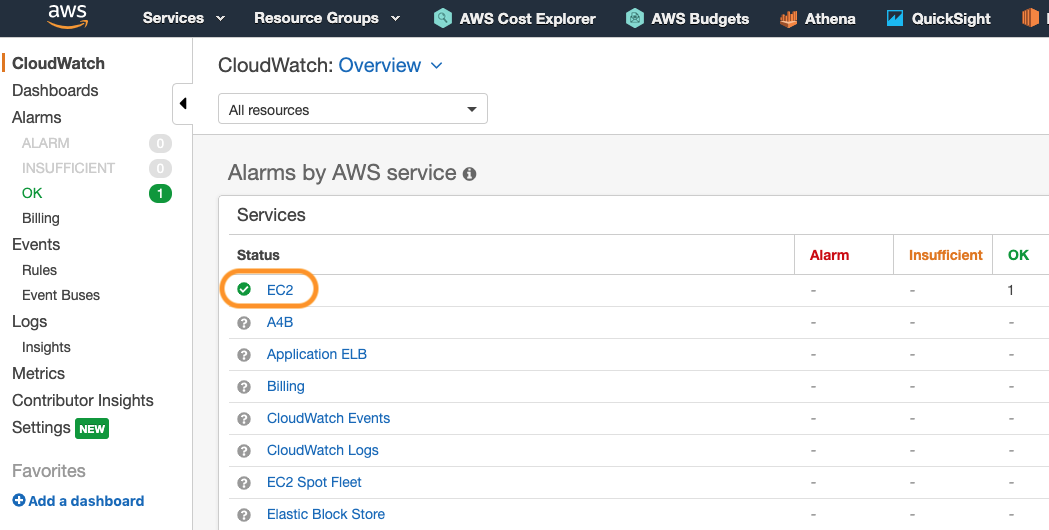 aws Services Resource Groups AWS Cost Explorer AWS Budgets Athena QuickSight
CloudWatch
Dashboards
Alarms
ALARM 0
INSUFFICIENT 0
OK 1
Billing
Events
Rules
Event Buses
Logs
Insights
Metrics
Contributor Insights
Settings NEW
Favorites
Add a dashboard
CloudWatch: Overview
All resources
Alarms by AWS service
Services
Status Alarm Insufficient OK
EC2 - - 1
A4B - - -
Application ELB - - -
Billing - - -
CloudWatch Events - - -
CloudWatch Logs - - -
EC2 Spot Fleet - - -
Elastic Block Store - - -